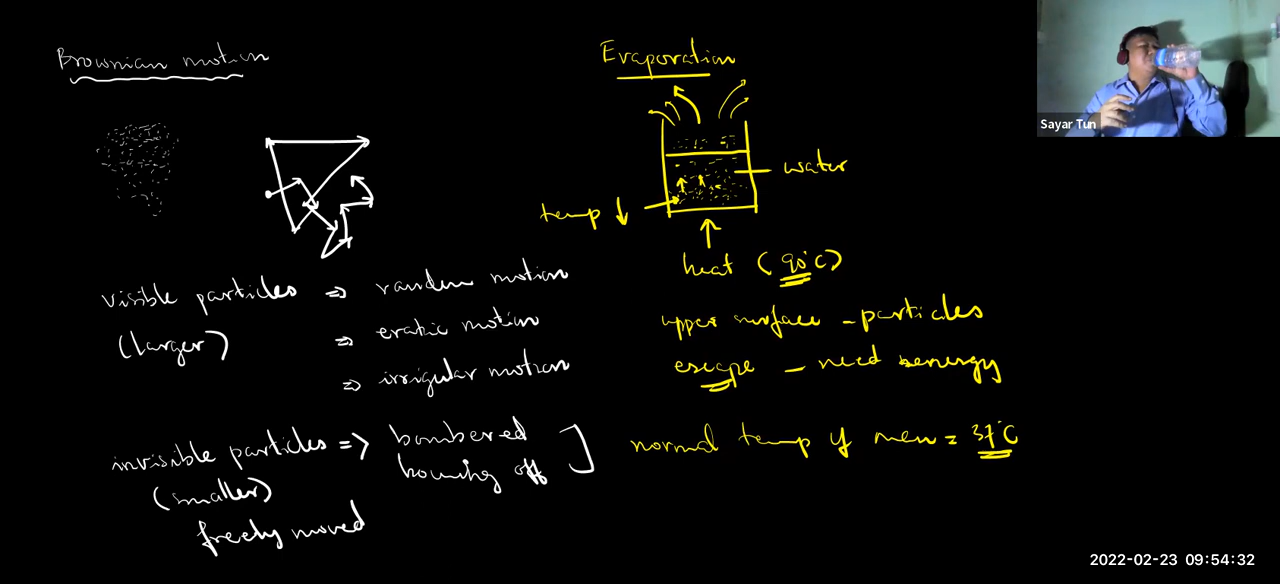 Brownian motion
visible particles ⇒ random motion
(larger) ⇒ eratic motion
⇒ irrigular motion
invisible particles => bombered
(smaller) bouncing off
freely moved
Evaporation
water
temp ↓
heat (90°C)
upper surface - particles
escape - need energy
normal temp of men = 37°C
Sayar Tun
2022-02-23 09:54:32